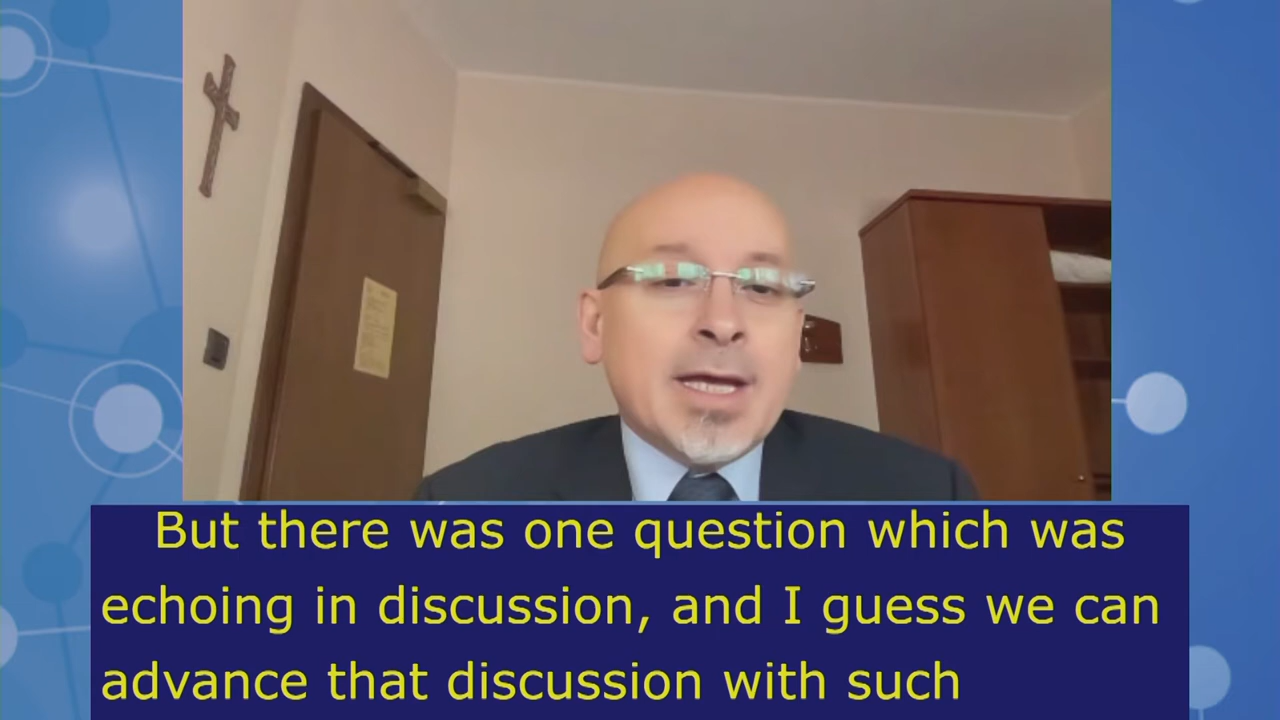 But there was one question which was
echoing in discussion, and I guess we can
advance that discussion with such